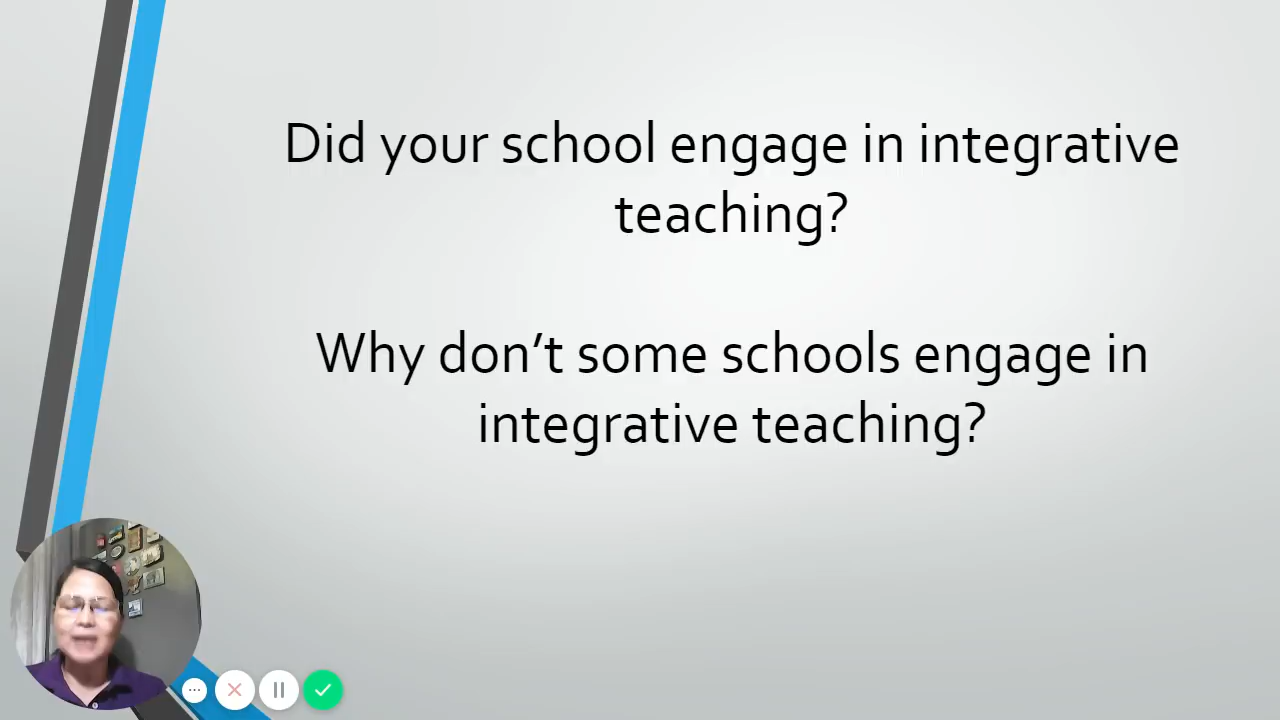 Did your school engage in integrative
teaching?
Why don’t some schools engage in
integrative teaching?